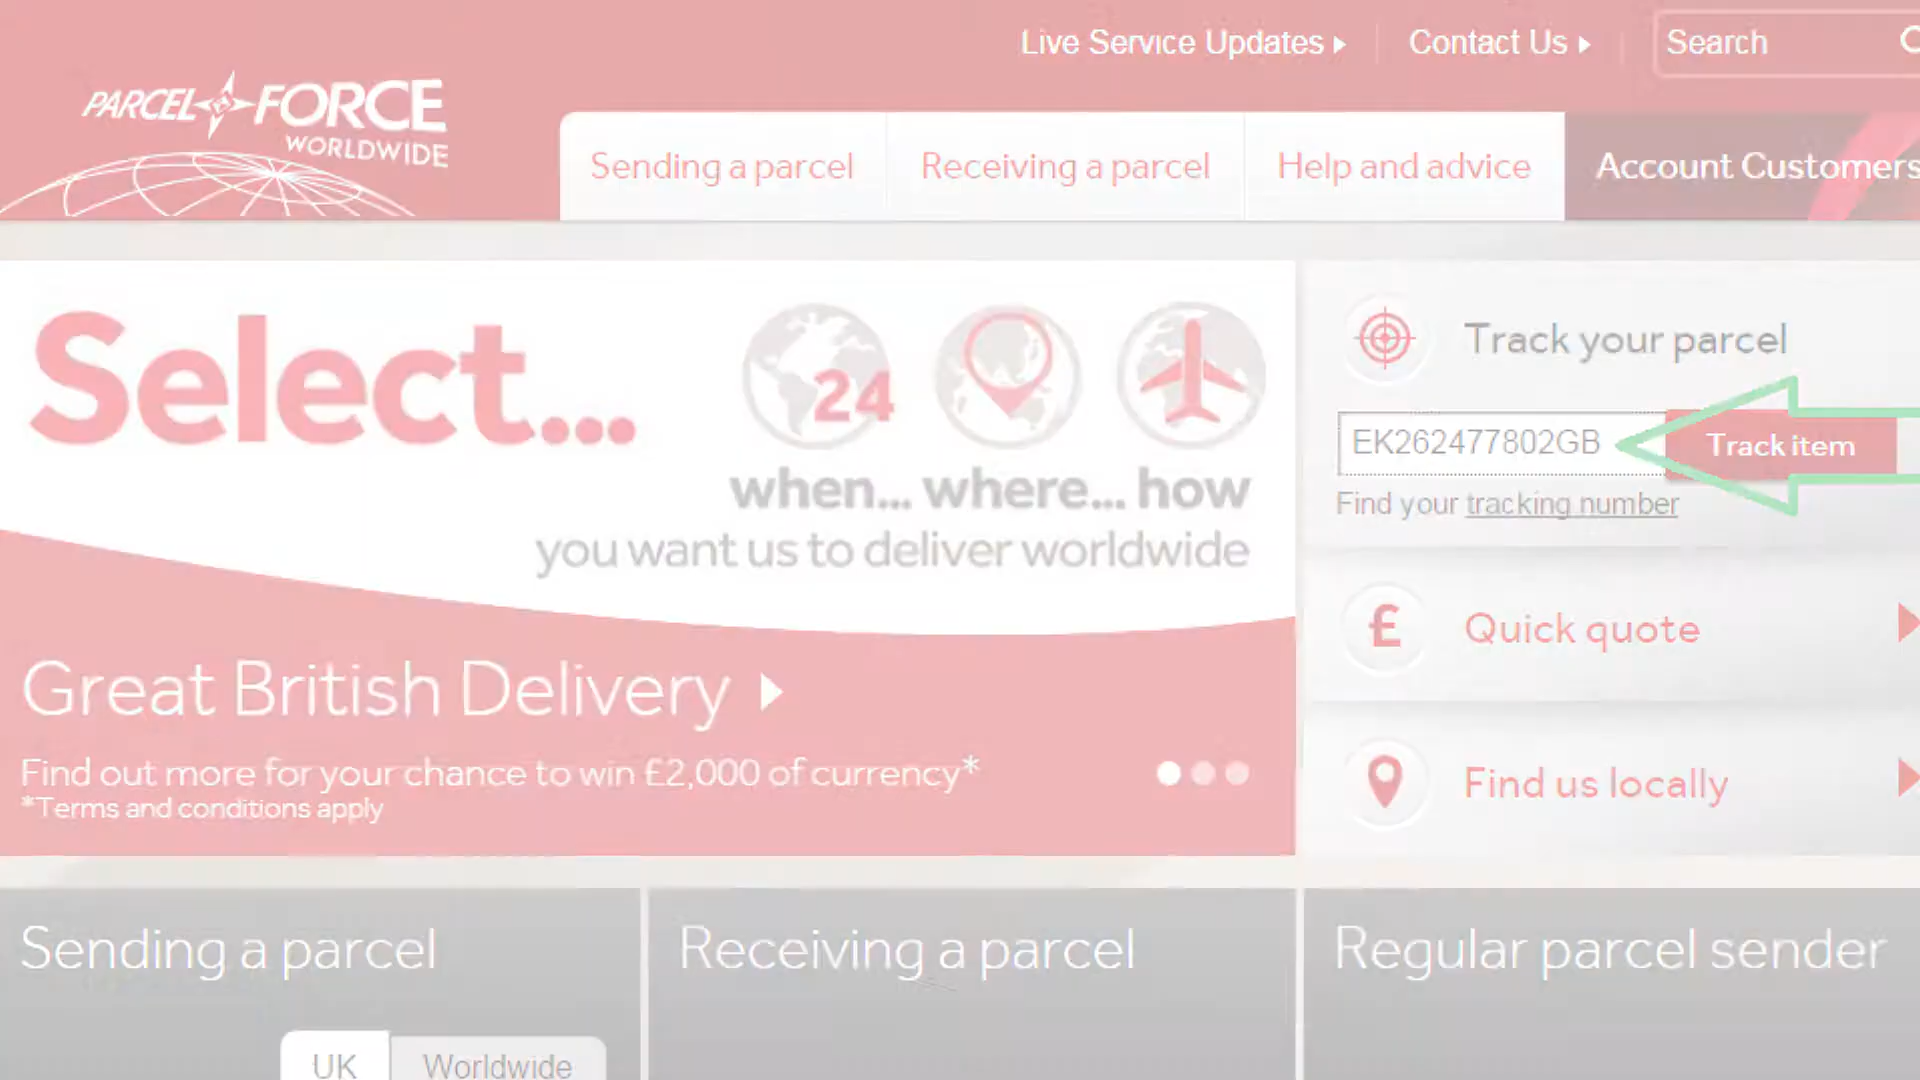 Live Service Updates
Contact Us
Search
PARCEL FORCE
WORLDWIDE
Sending a parcel
Receiving a parcel
Help and advice
Account Customers
Select...
24
when... where... how
you want us to deliver worldwide
Great British Delivery
Find out more for your chance to win £2,000 of currency*
*Terms and conditions apply
Track your parcel
EK262477802GB
Track item
Find your tracking number
£
Quick quote
Find us locally
Sending a parcel
Receiving a parcel
Regular parcel sender
UK
Worldwide